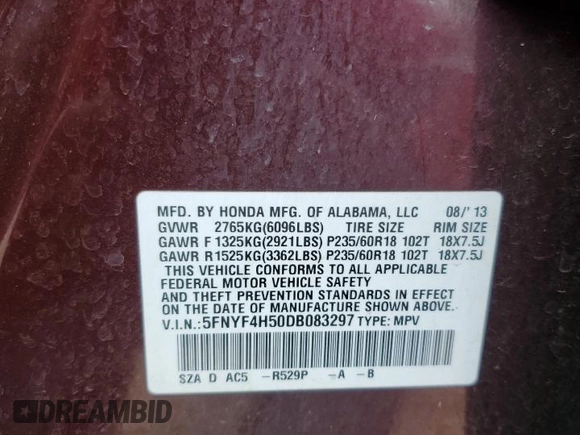 MFD. BY HONDA MFG. OF ALABAMA, LLC 08/'13
GVWR 2765KG(6096LBS) TIRE SIZE RIM SIZE
GAWR F 1325KG(2921LBS) P235/60R18 102T 18X7.5J
GAWR R1525KG(3362LBS) P235/60R18 102T 18X7.5J
THIS VEHICLE CONFORMS TO ALL APPLICABLE
FEDERAL MOTOR VEHICLE SAFETY
AND THEFT PREVENTION STANDARDS IN EFFECT
ON THE DATE OF MANUFACTURE SHOWN ABOVE.
V.I.N.:5FNYF4H50DB083297 TYPE: MPV
SZA D AC5 -R529P -A -B
DREAMBID